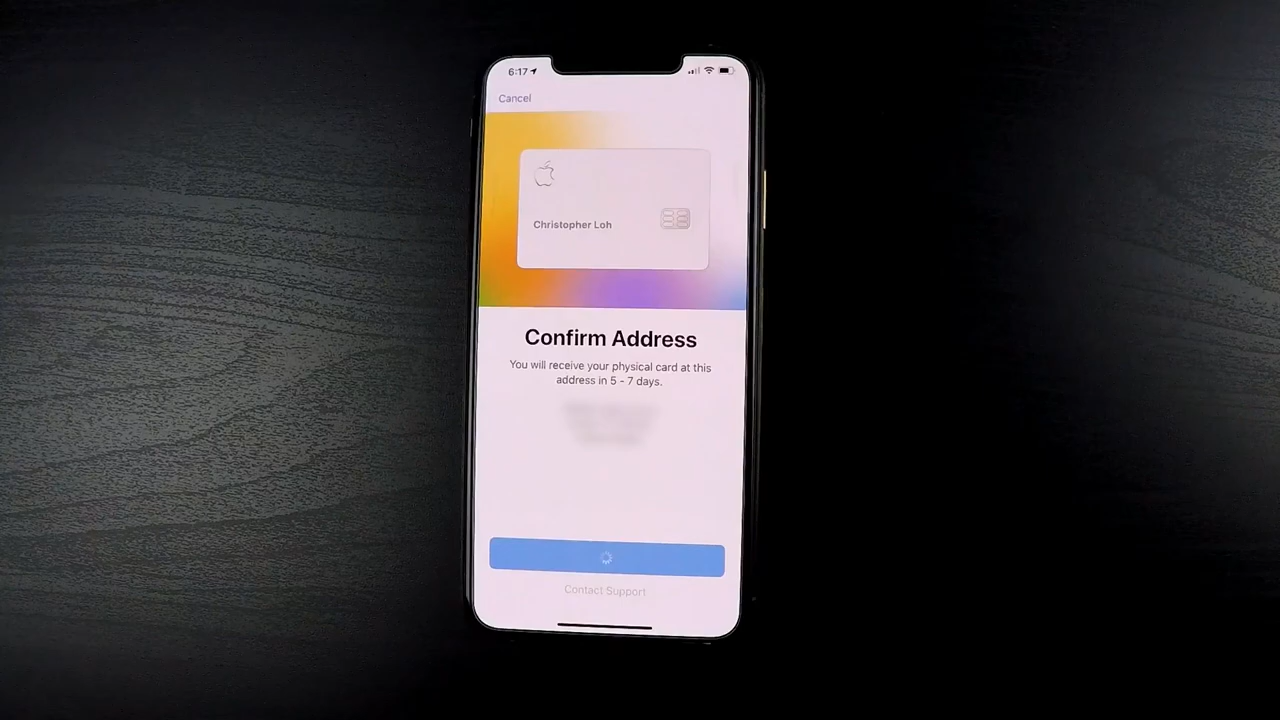 6:17
Cancel
Christopher Loh
Confirm Address
You will receive your physical card at this
address in 5 - 7 days.
Contact Support